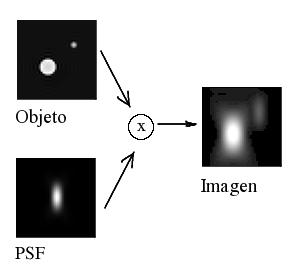 Objeto
x
Imagen
PSF